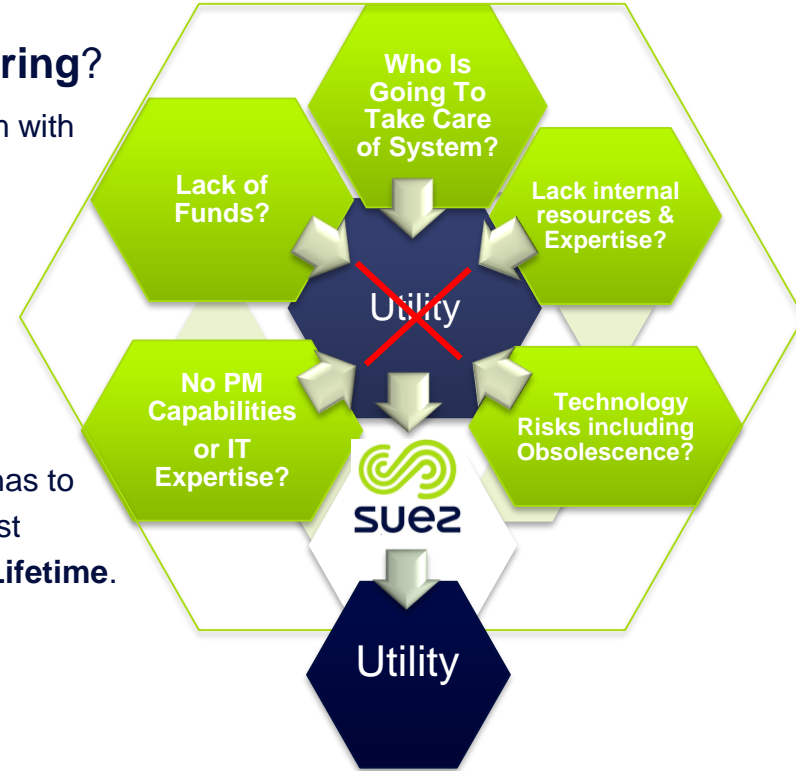 ring?
n with
Who Is
Going To
Take Care
of System?
Lack of
Funds?
Lack internal
resources &
Expertise?
Utility
No PM
Capabilities
or IT
Expertise?
Technology
Risks including
Obsolescence?
has to
st
Lifetime.
suez
Utility